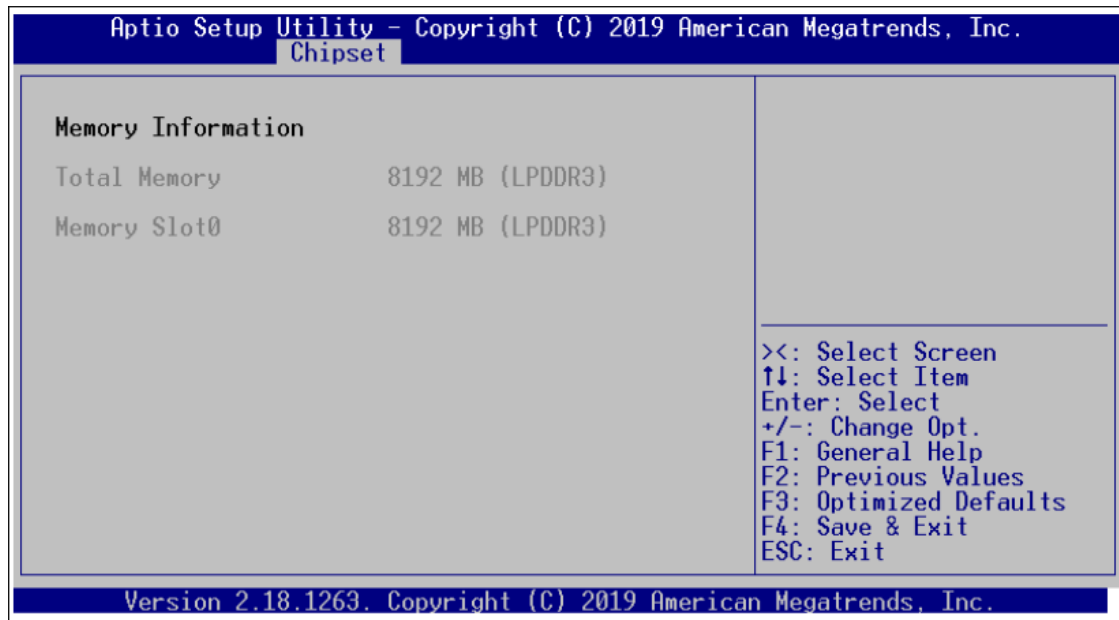 Aptio Setup Utility – Copyright (C) 2019 American Megatrends, Inc.
Chipset
Memory Information
Total Memory 8192 MB (LPDDR3)
Memory Slot0 8192 MB (LPDDR3)
><: Select Screen
↑↓: Select Item
Enter: Select
+/-: Change Opt.
F1: General Help
F2: Previous Values
F3: Optimized Defaults
F4: Save & Exit
ESC: Exit
Version 2.18.1263. Copyright (C) 2019 American Megatrends, Inc.